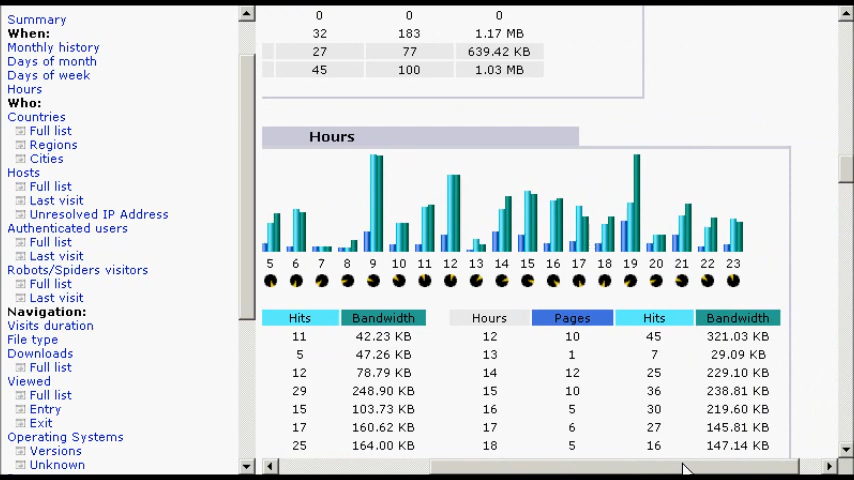 Summary
When:
Monthly history
Days of month
Days of week
Hours
Who:
Countries
Full list
Regions
Cities
Hosts
Full list
Last visit
Unresolved IP Address
Authenticated users
Full list
Last visit
Robots/Spiders visitors
Full list
Last visit
Navigation:
Visits duration
File type
Downloads
Full list
Viewed
Full list
Entry
Exit
Operating Systems
Versions
Unknown
0 0 0
32 183 1.17 MB
27 77 639.42 KB
45 100 1.03 MB
Hours
5 6 7 8 9 10 11 12 13 14 15 16 17 18 19 20 21 22 23
Hits Bandwidth Hours Pages Hits Bandwidth
11 42.23 KB 12 10 45 321.03 KB
5 47.26 KB 13 1 7 29.09 KB
12 78.79 KB 14 12 25 229.10 KB
29 248.90 KB 15 10 36 238.81 KB
15 103.73 KB 16 5 30 219.60 KB
17 160.62 KB 17 6 27 145.81 KB
25 164.00 KB 18 5 16 147.14 KB